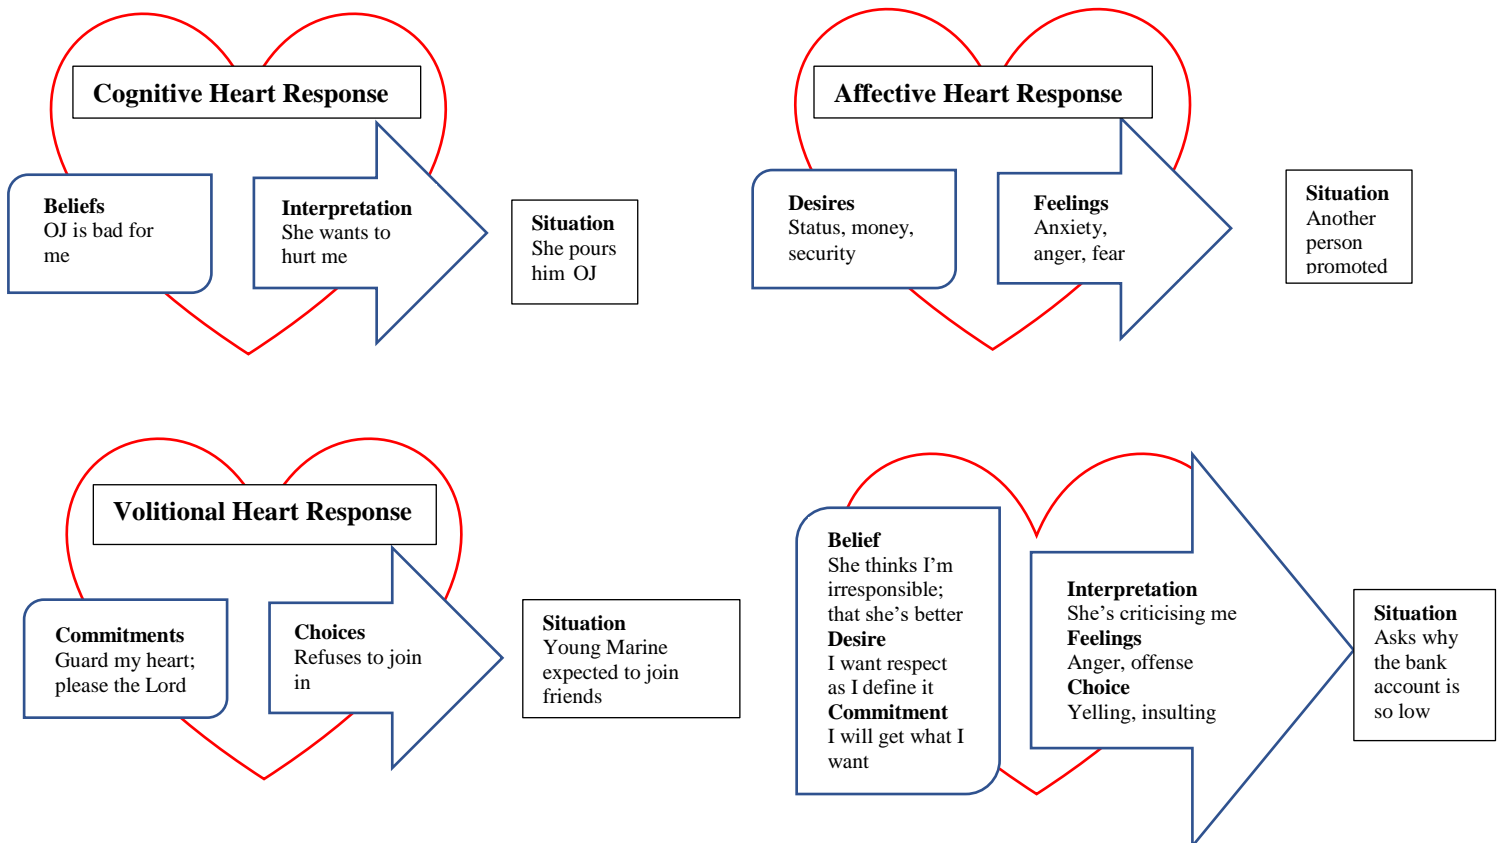 Cognitive Heart Response
Beliefs
OJ is bad for
me
Interpretation
She wants to
hurt me
Situation
She pours
him OJ
Affective Heart Response
Desires
Status, money,
security
Feelings
Anxiety,
anger, fear
Situation
Another
person
promoted
Volitional Heart Response
Commitments
Guard my heart;
please the Lord
Choices
Refuses to join
in
Situation
Young Marine
expected to join
friends
Belief
She thinks I’m
irresponsible;
that she’s better
Desire
I want respect
as I define it
Commitment
I will get what I
want
Interpretation
She’s criticising me
Feelings
Anger, offense
Choice
Yelling, insulting
Situation
Asks why
the bank
account is
so low